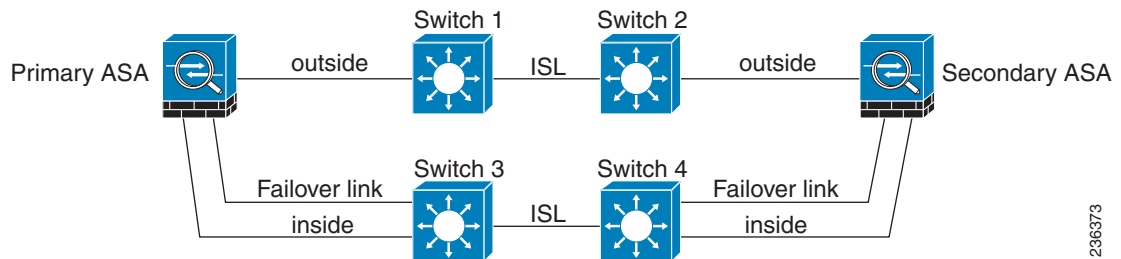 Switch 1
Switch 2
Primary ASA
outside
ISL
outside
Secondary ASA
Switch 3
Switch 4
Failover link
ISL
Failover link
inside
inside
236373